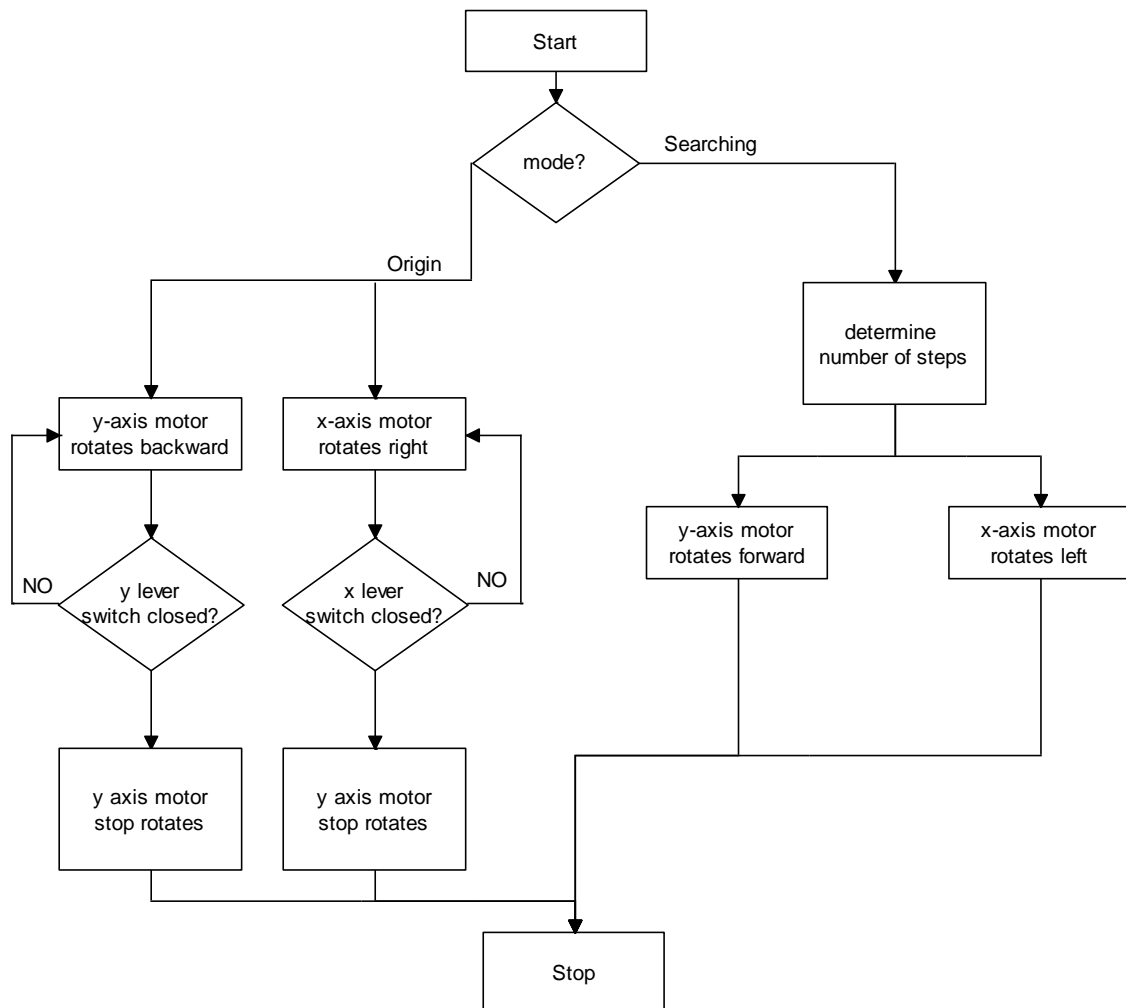 Start
mode?
Searching
Origin
determine
number of steps
y-axis motor
rotates backward
x-axis motor
rotates right
y-axis motor
rotates forward
x-axis motor
rotates left
NO
y lever
switch closed?
x lever
switch closed?
NO
y axis motor
stop rotates
y axis motor
stop rotates
Stop